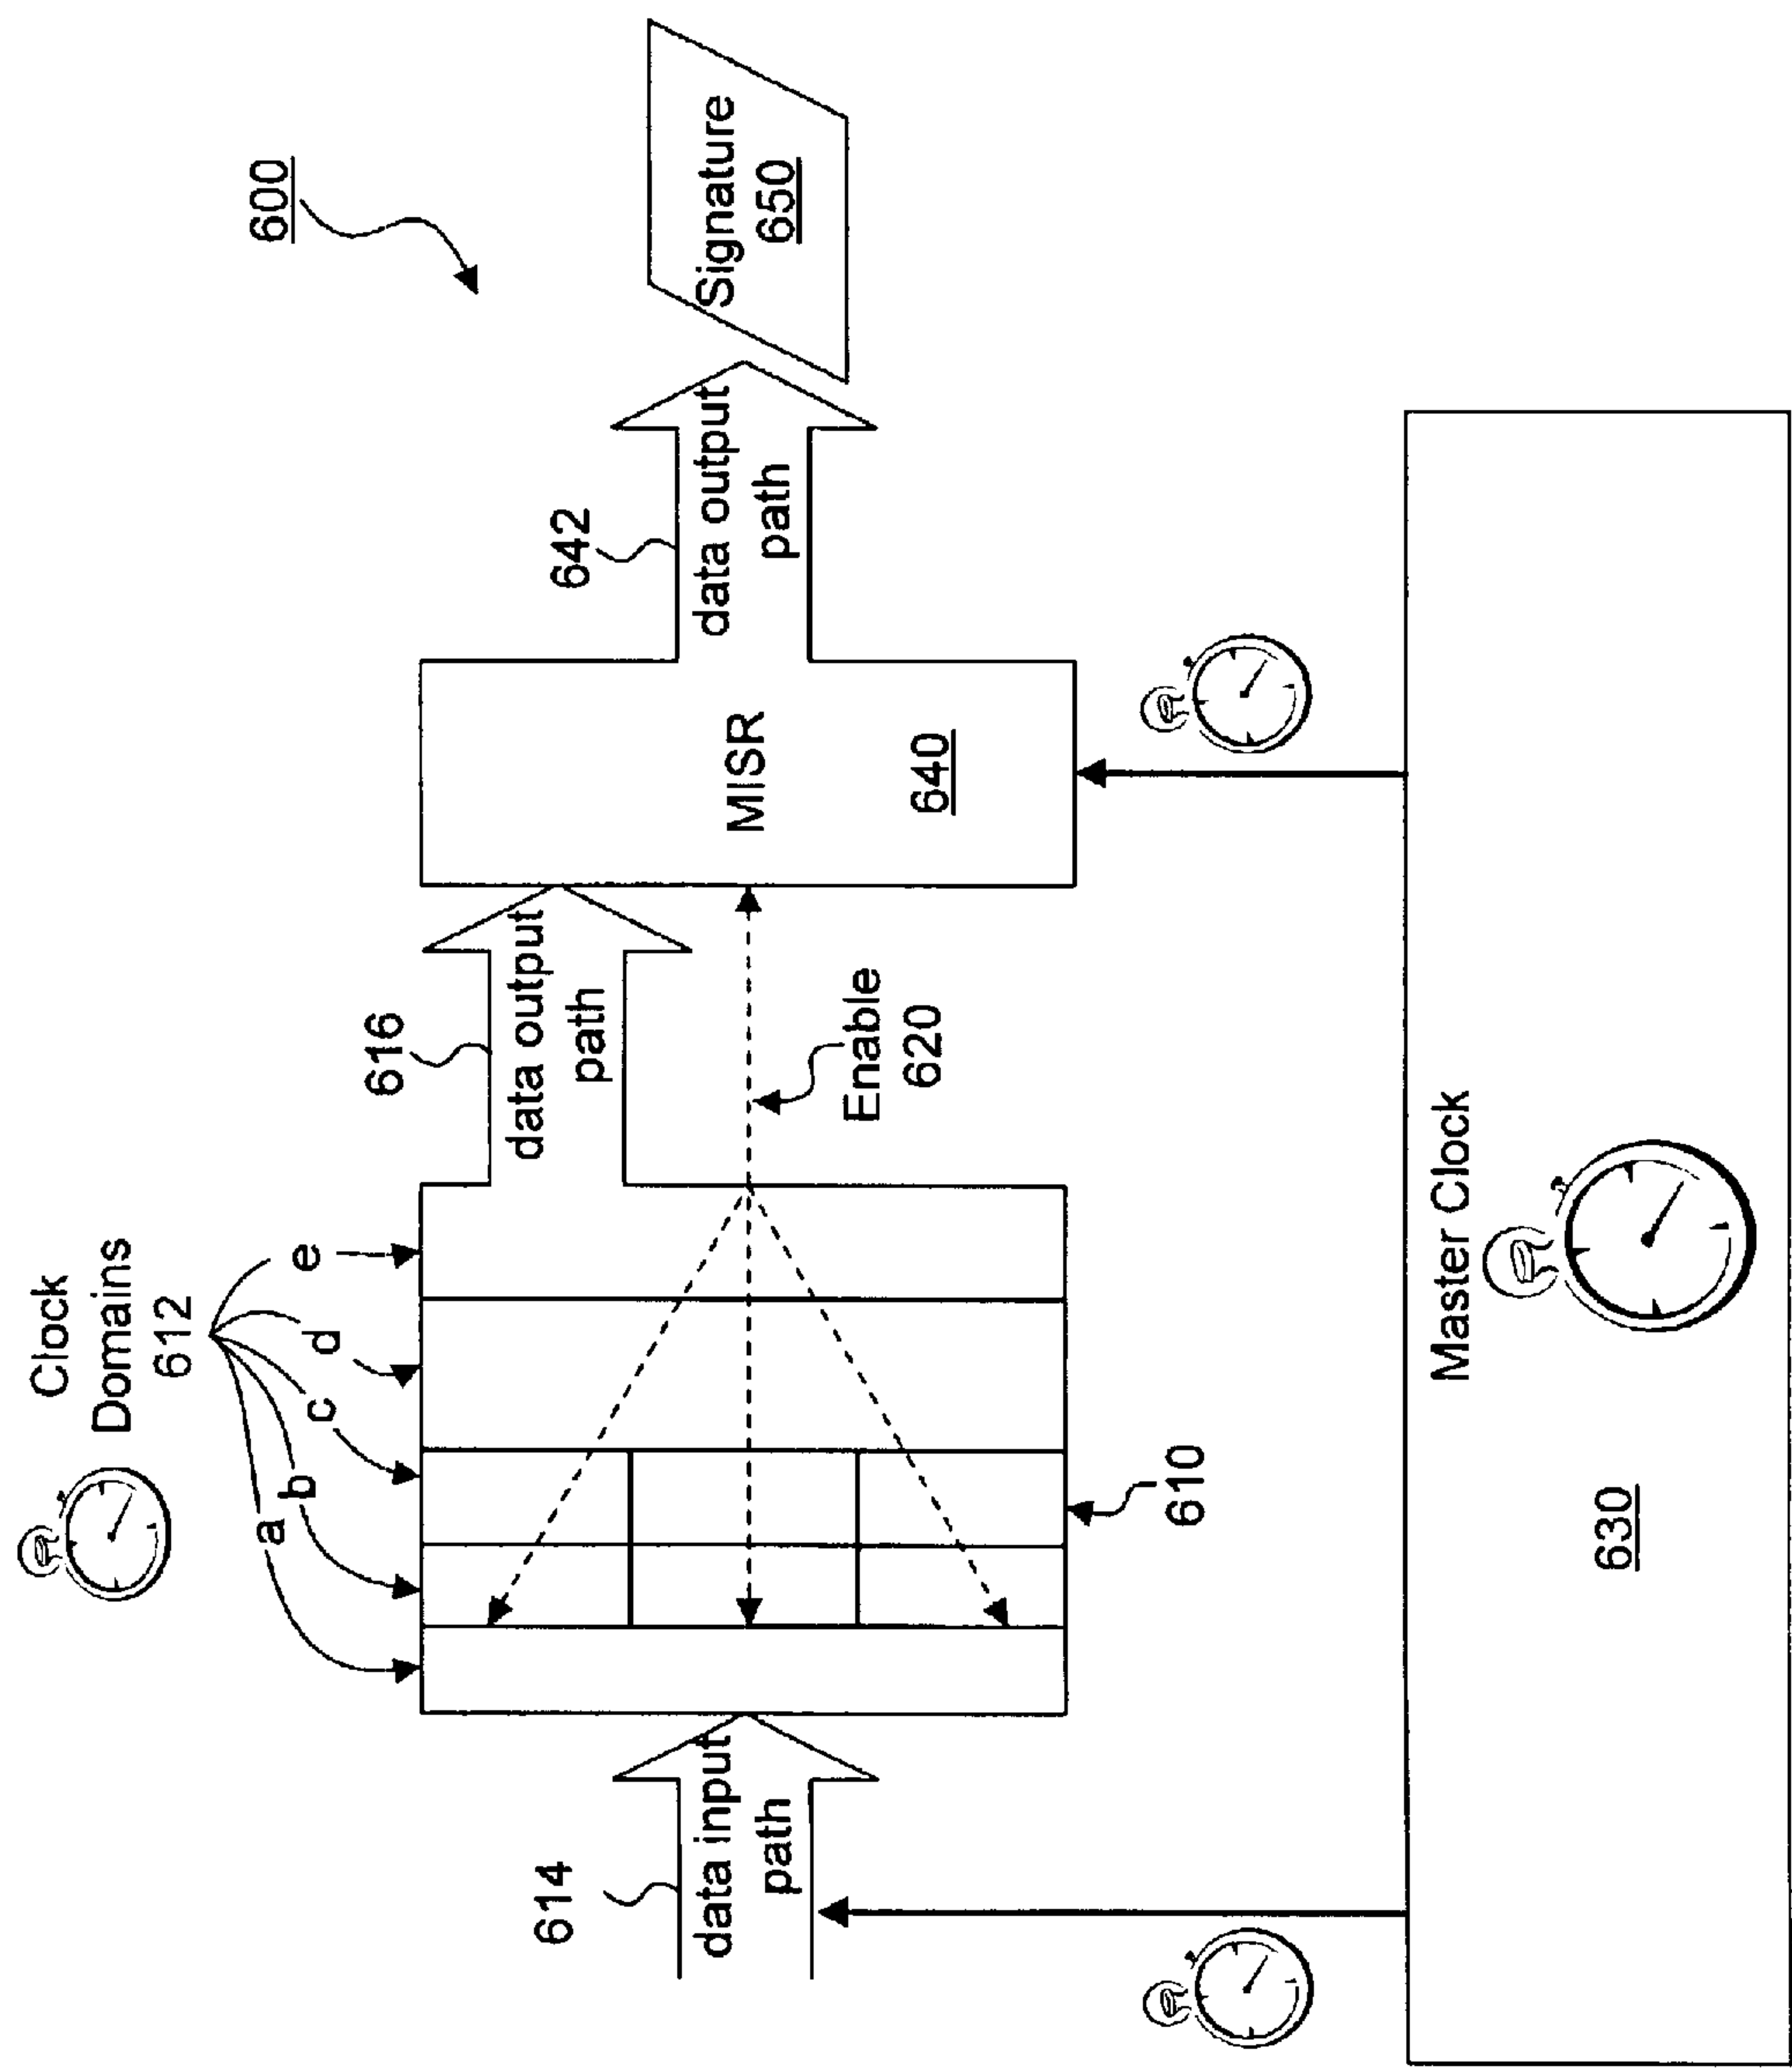 600
Clock
Domains
612
a
b
c
d
e
614
data input
path
610
616
data output
path
Enable
620
MISR
640
642
data output
path
Signature
650
Master Clock
630